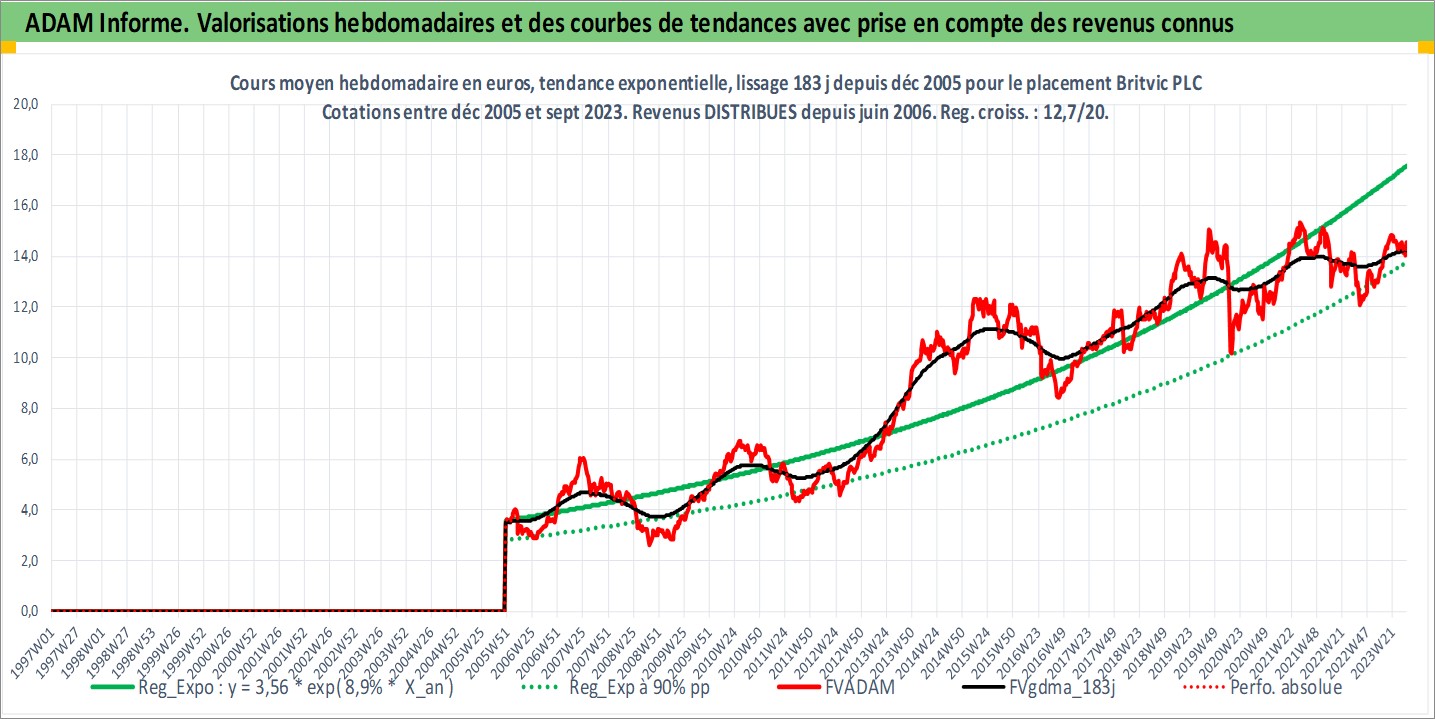 ADAM Informe. Valorisations hebdomadaires et des courbes de tendances avec prise en compte des revenus connus
Cours moyen hebdomadaire en euros, tendance exponentielle, lissage 183 j depuis déc 2005 pour le placement Britvic PLC
Cotations entre déc 2005 et sept 2023. Revenus DISTRIBUES depuis juin 2006. Reg. croiss. : 12,7/20.
20,0
18,0
16,0
14,0
12,0
10,0
8,0
6,0
4,0
2,0
0,0
1997W01
1997W27
1998W01
1998W27
1998W53
1999W26
1999W52
2000W26
2000W52
2001W26
2001W52
2002W26
2002W52
2003W26
2003W52
2004W26
2004W52
2005W25
2005W51
2006W25
2006W51
2007W25
2007W51
2008W25
2008W51
2009W25
2009W51
2010W24
2010W50
2011W24
2011W50
2012W24
2012W50
2013W24
2013W50
2014W24
2014W50
2015W24
2015W50
2016W23
2016W49
2017W23
2017W49
2018W23
2018W49
2019W23
2019W49
2020W23
2020W49
2021W22
2021W48
2022W21
2022W47
2023W21
Reg_Expo : y = 3,56 * exp( 8,9% * X_an )
Reg_Exp à 90% pp
FVADAM
FVgdma_183j
Perfo. absolue